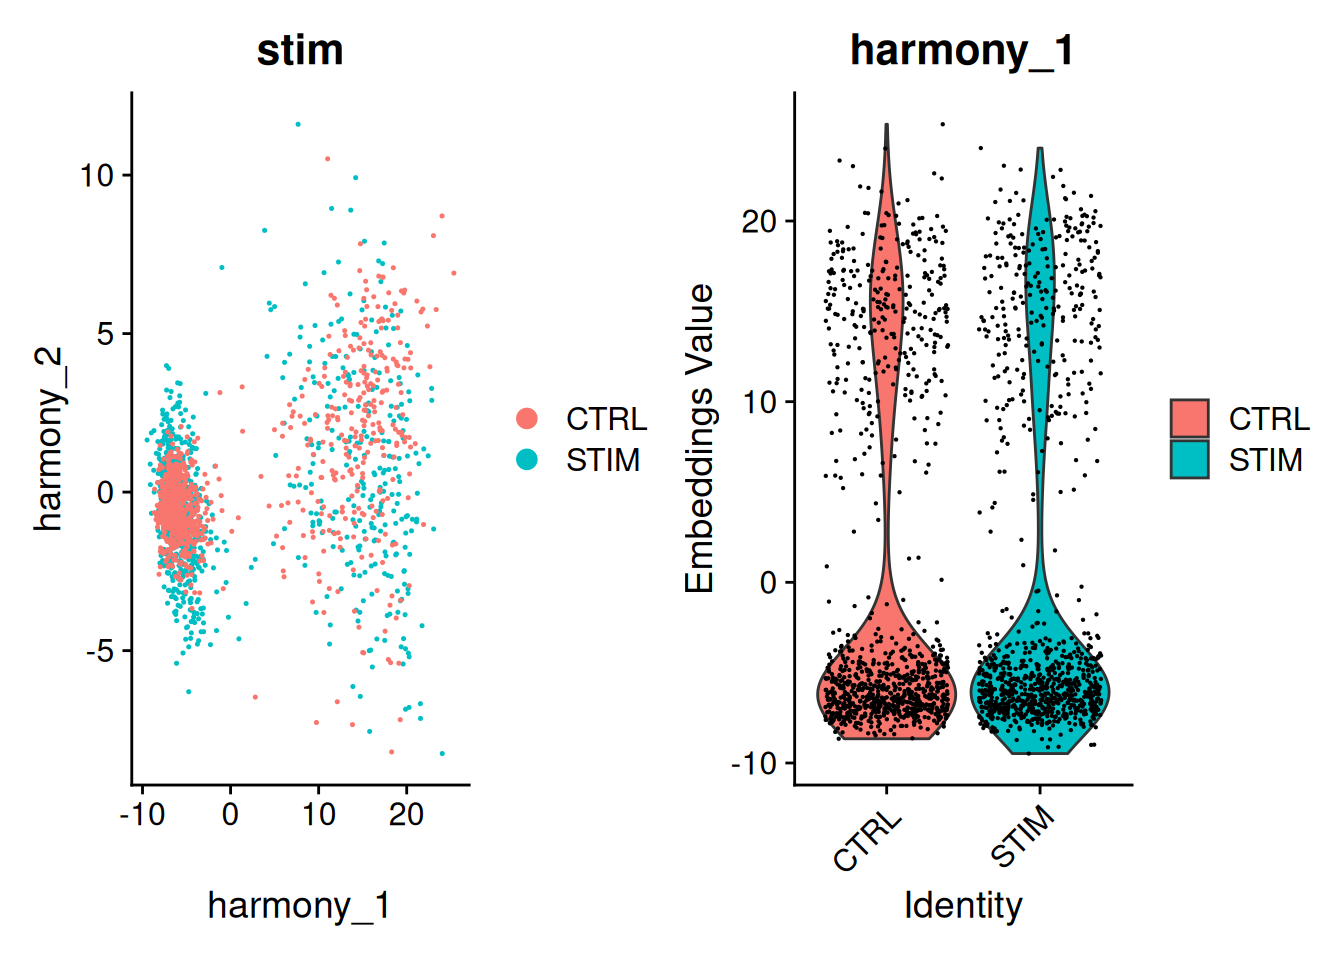 stim
harmony_2
10
5
0
-5
-10
0
10
20
harmony_1
CTRL
STIM
harmony_1
Embeddings Value
20
10
0
-10
CTRL
STIM
Identity
CTRL
STIM